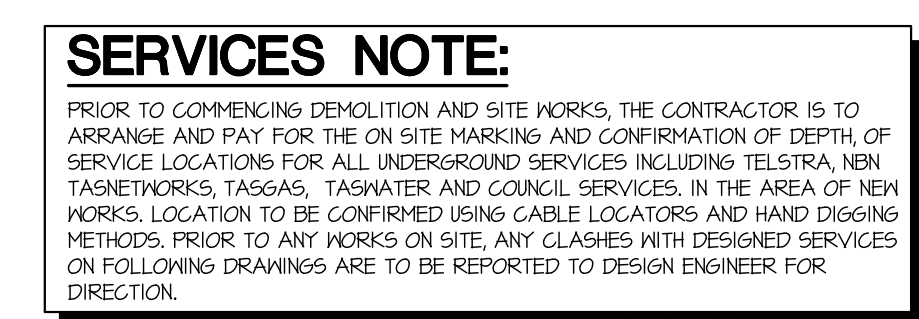 SERVICES NOTE:
PRIOR TO COMMENCING DEMOLITION AND SITE WORKS, THE CONTRACTOR IS TO
ARRANGE AND PAY FOR THE ON SITE MARKING AND CONFIRMATION OF DEPTH, OF
SERVICE LOCATIONS FOR ALL UNDERGROUND SERVICES INCLUDING TELSTRA, NBN
TASNETWORKS, TASGAS, TASWATER AND COUNCIL SERVICES. IN THE AREA OF NEW
WORKS. LOCATION TO BE CONFIRMED USING CABLE LOCATORS AND HAND DIGGING
METHODS. PRIOR TO ANY WORKS ON SITE, ANY CLASHES WITH DESIGNED SERVICES
ON FOLLOWING DRAWINGS ARE TO BE REPORTED TO DESIGN ENGINEER FOR
DIRECTION.